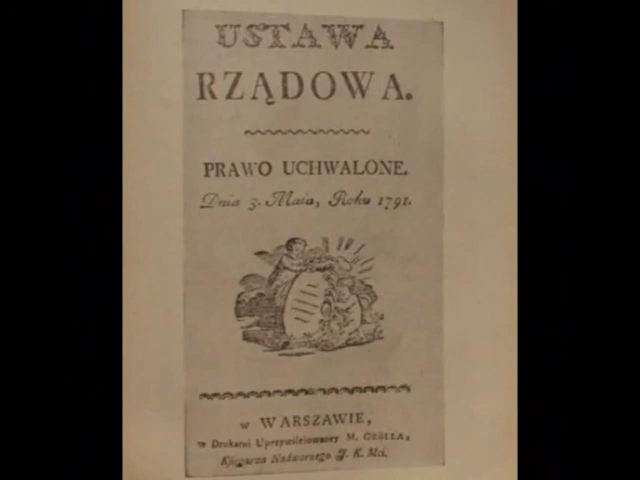 USTAWA
RZĄDOWA.
PRAWO UCHWALONE.
Dnia 3. Maia, Roku 1791.
w WARSZAWIE,
w Drukarni Uprzywileiowaney M. GRÖLLA,
Księgarza Nadwornego J. K. Mci.